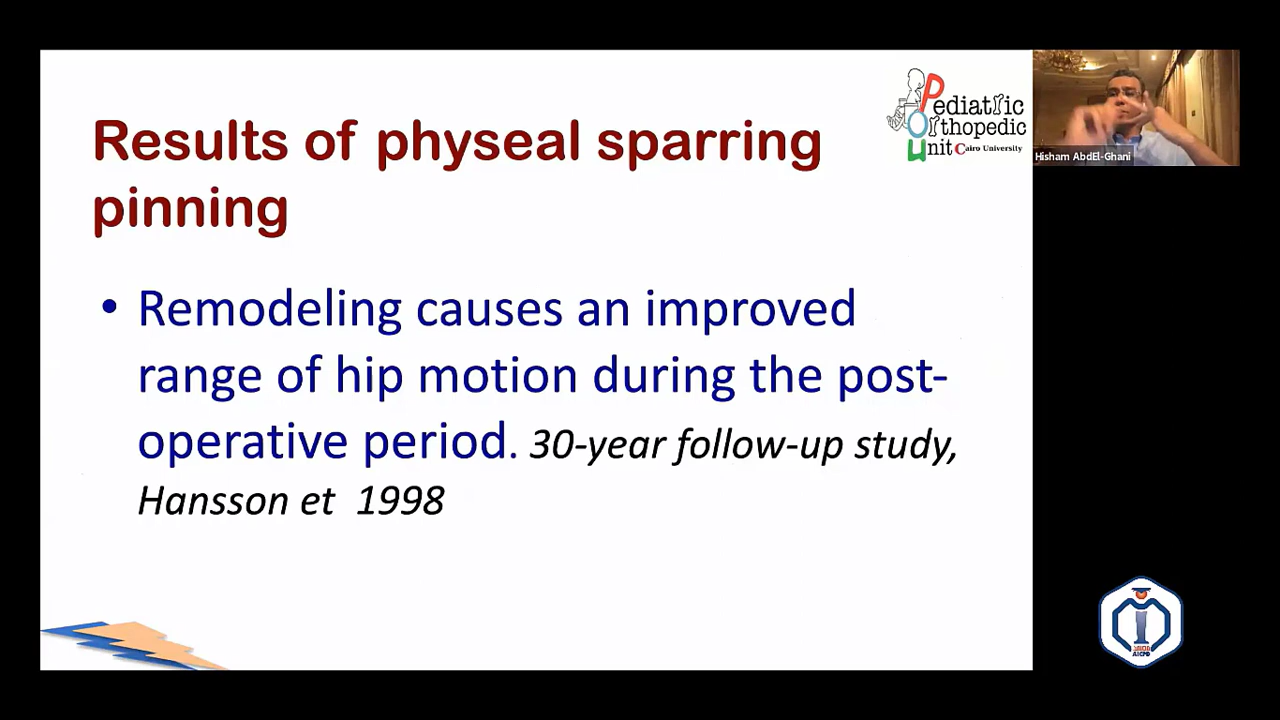 Results of physeal sparring
pinning
• Remodeling causes an improved
range of hip motion during the post-
operative period. 30-year follow-up study,
Hansson et 1998
Pediatric
Orthopedic
Unit Cairo University
Hisham AbdEl-Ghani